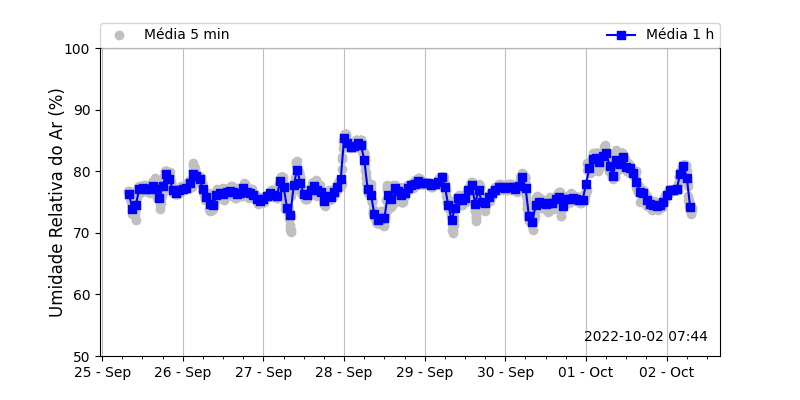 Média 5 min
Média 1 h
Umidade Relativa do Ar (%)
100
90
80
70
60
50
2022-10-02 07:44
25 - Sep
26 - Sep
27 - Sep
28 - Sep
29 - Sep
30 - Sep
01 - Oct
02 - Oct